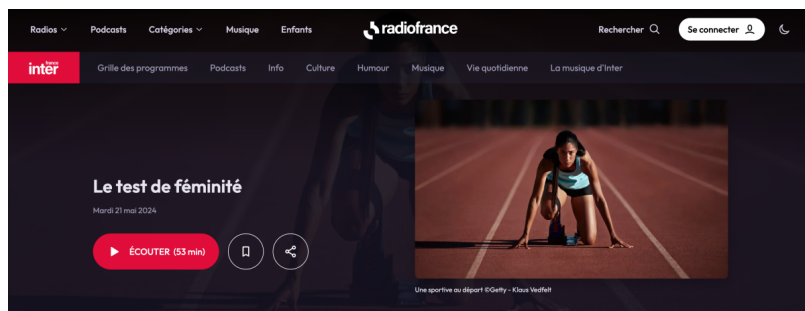 Radios Podcasts Catégories Musique Enfants radiofrance Rechercher Se connecter
france
inter Grille des programmes Podcasts Info Culture Humour Musique Vie quotidienne La musique d'Inter
Le test de féminité
Mardi 21 mai 2024
ÉCOUTER (53 min)
Une sportive au départ ©Getty - Klaus Vedfelt